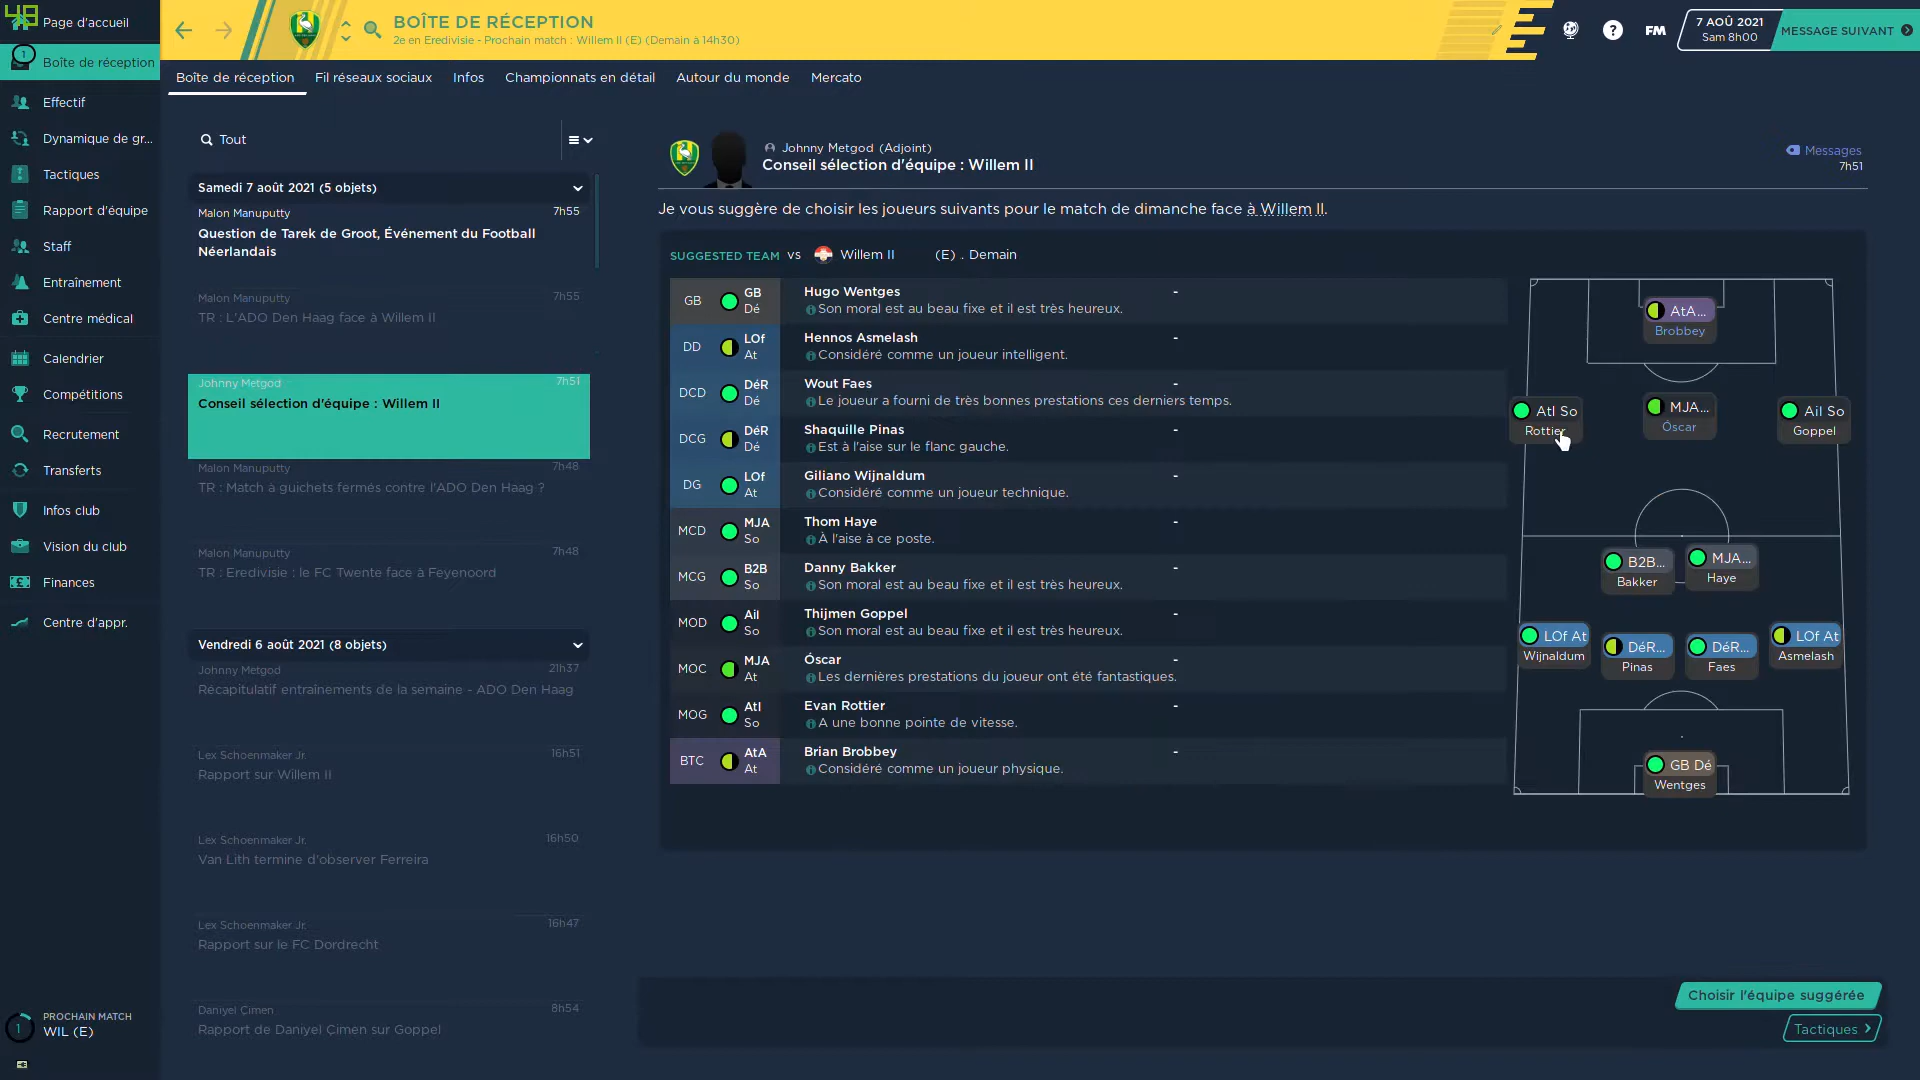 48
Page d'accueil
1
Boîte de réception
Effectif
Dynamique de gr...
Tactiques
Rapport d'équipe
Staff
Entraînement
Centre médical
Calendrier
Compétitions
Recrutement
Transferts
Infos club
Vision du club
Finances
Centre d'appr.
1
PROCHAIN MATCH
WIL (E)
BOÎTE DE RÉCEPTION
2e en Eredivisie - Prochain match : Willem II (E) (Demain à 14h30)
?
FM
7 AOÛ 2021
Sam 8h00
MESSAGE SUIVANT
Boîte de réception
Fil réseaux sociaux
Infos
Championnats en détail
Autour du monde
Mercato
Tout
Samedi 7 août 2021 (5 objets)
Malon Manuputty
7h55
Question de Tarek de Groot, Événement du Football
Néerlandais
Malon Manuputty
7h55
TR : L'ADO Den Haag face à Willem II
Johnny Metgod
7h51
Conseil sélection d'équipe : Willem II
Malon Manuputty
7h48
TR : Match à guichets fermés contre l'ADO Den Haag ?
Malon Manuputty
7h48
TR : Eredivisie : le FC Twente face à Feyenoord
Vendredi 6 août 2021 (8 objets)
Johnny Metgod
21h37
Récapitulatif entraînements de la semaine - ADO Den Haag
Lex Schoenmaker Jr.
16h51
Rapport sur Willem II
Lex Schoenmaker Jr.
16h50
Van Lith termine d'observer Ferreira
Lex Schoenmaker Jr.
16h47
Rapport sur le FC Dordrecht
Daniyel Çimen
8h54
Rapport de Daniyel Çimen sur Goppel
Johnny Metgod (Adjoint)
Conseil sélection d'équipe : Willem II
Messages
7h51
Je vous suggère de choisir les joueurs suivants pour le match de dimanche face à Willem II.
SUGGESTED TEAM vs Willem II (E) . Demain
GB GB Dé Hugo Wentges -
Son moral est au beau fixe et il est très heureux.
DD LOf At Hennos Asmelash -
Considéré comme un joueur intelligent.
DCD DéR Dé Wout Faes -
Le joueur a fourni de très bonnes prestations ces derniers temps.
DCG DéR Dé Shaquille Pinas -
Est à l'aise sur le flanc gauche.
DG LOf At Giliano Wijnaldum -
Considéré comme un joueur technique.
MCD MJA So Thom Haye -
À l'aise à ce poste.
MCG B2B So Danny Bakker -
Son moral est au beau fixe et il est très heureux.
MOD Ail So Thijmen Goppel -
Son moral est au beau fixe et il est très heureux.
MOC MJA At Óscar -
Les dernières prestations du joueur ont été fantastiques.
MOG AtI So Evan Rottier -
A une bonne pointe de vitesse.
BTC AtA At Brian Brobbey -
Considéré comme un joueur physique.
AtA...
Brobbey
AtI So
Rottier
MJA...
Óscar
Ail So
Goppel
B2B...
Bakker
MJA...
Haye
LOf At
Wijnaldum
DéR...
Pinas
DéR...
Faes
LOf At
Asmelash
GB Dé
Wentges
Choisir l'équipe suggérée
Tactiques